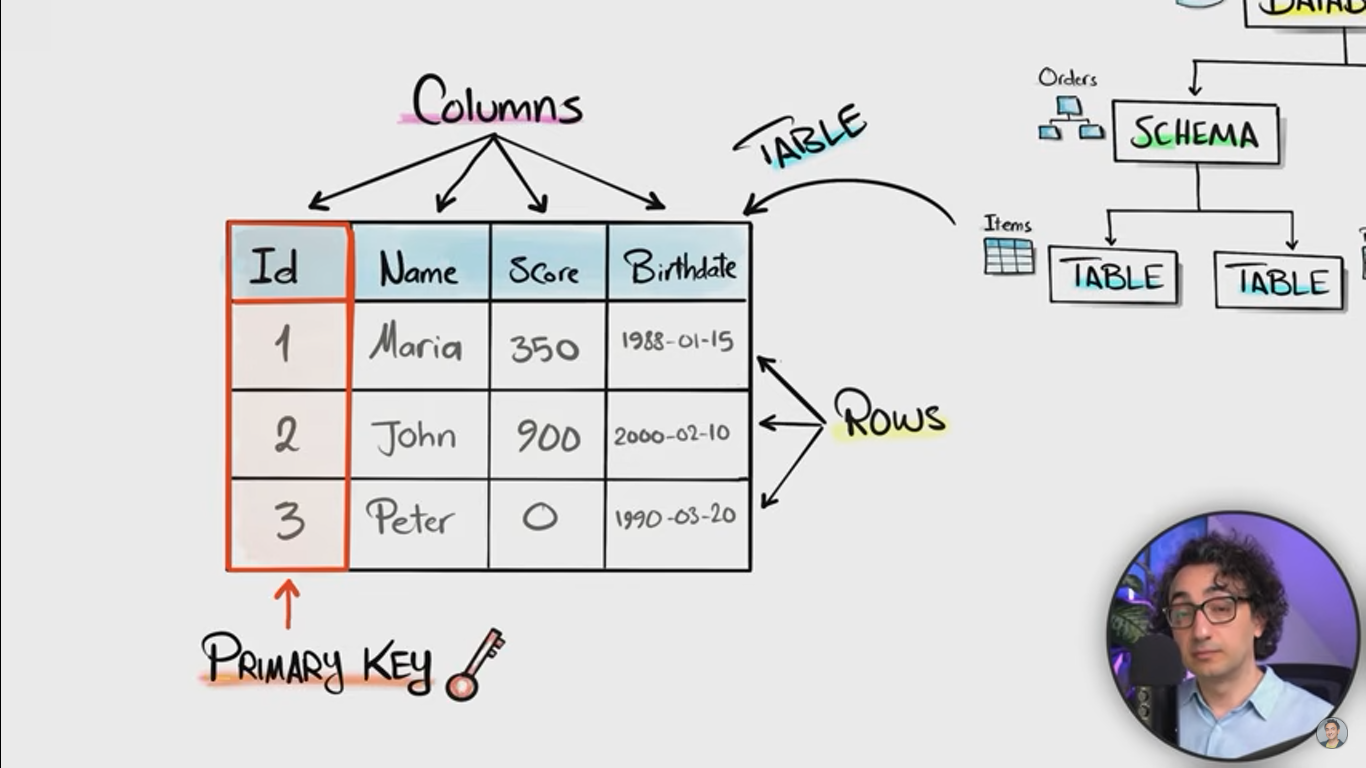 Columns
TABLE
Id Name Score Birthdate
1 Maria 350 1988-01-15
2 John 900 2000-02-10
3 Peter 0 1990-03-20
Rows
PRIMARY KEY
Orders
SCHEMA
Items
TABLE TABLE